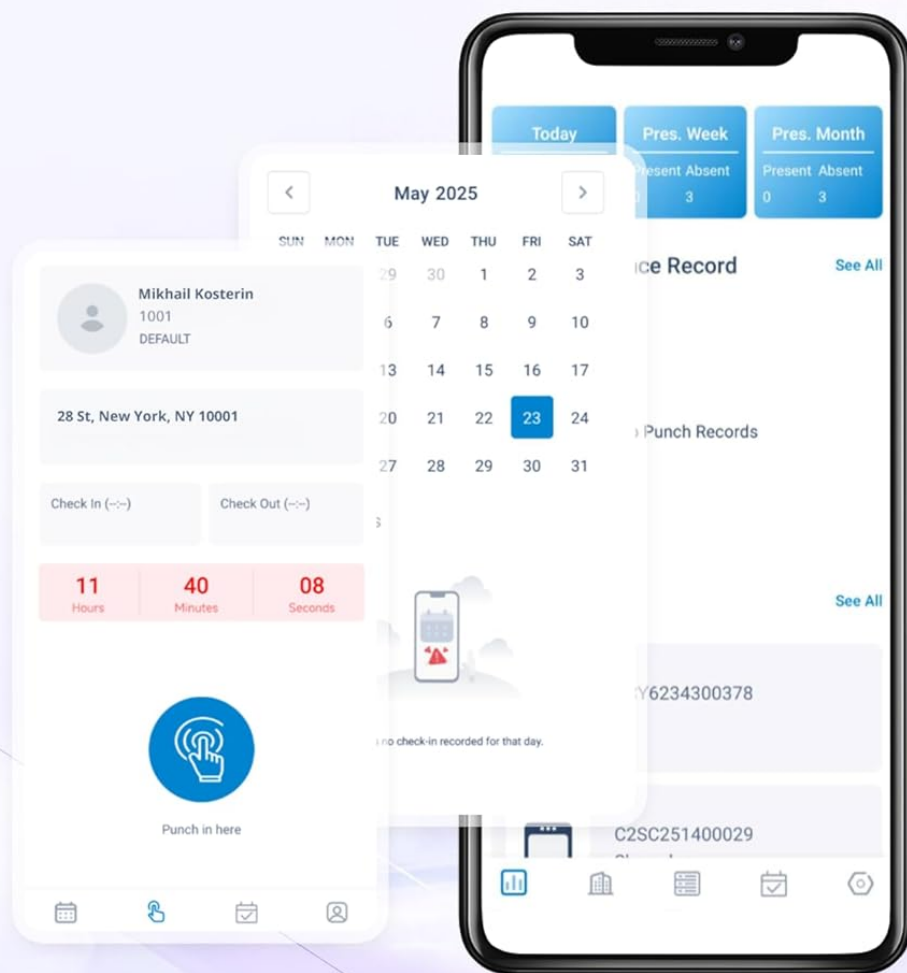 Today
Pres. Week
Pres. Month
Present Absent
Present Absent
3
0 3
May 2025
SUN MON TUE WED THU FRI SAT
29 30 1 2 3
6 7 8 9 10
13 14 15 16 17
20 21 22 23 24
27 28 29 30 31
no check-in recorded for that day.
Record
See All
Punch Records
See All
Y6234300378
C2SC251400029
Mikhail Kosterin
1001
DEFAULT
28 St, New York, NY 10001
Check In (--:--)
Check Out (--:--)
11 40 08
Hours Minutes Seconds
Punch in here